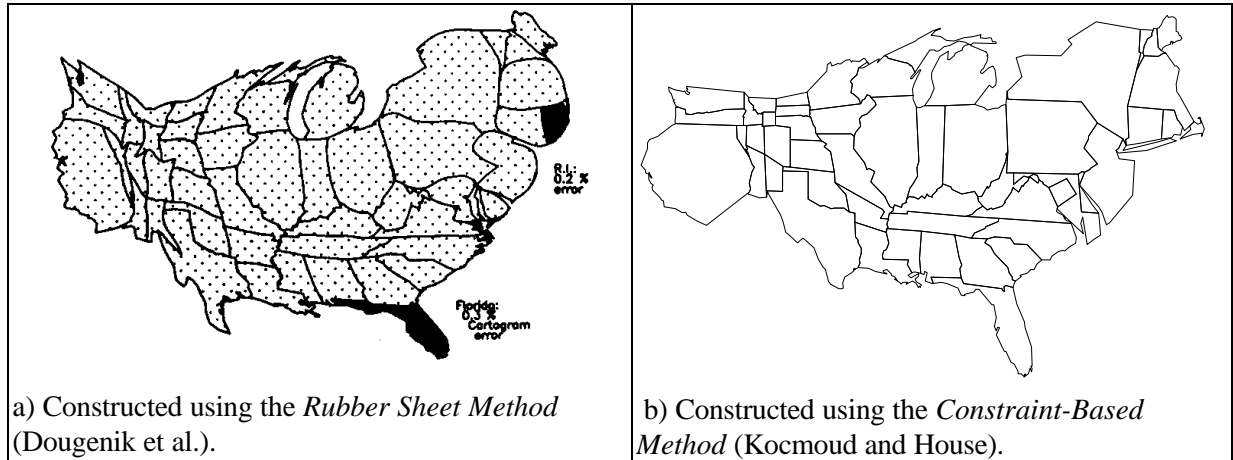 R.I.:
0.2 %
error
Florida:
0.3 %
Cartogram
error
a) Constructed using the Rubber Sheet Method
(Dougenik et al.).
b) Constructed using the Constraint-Based
Method (Kocmoud and House).